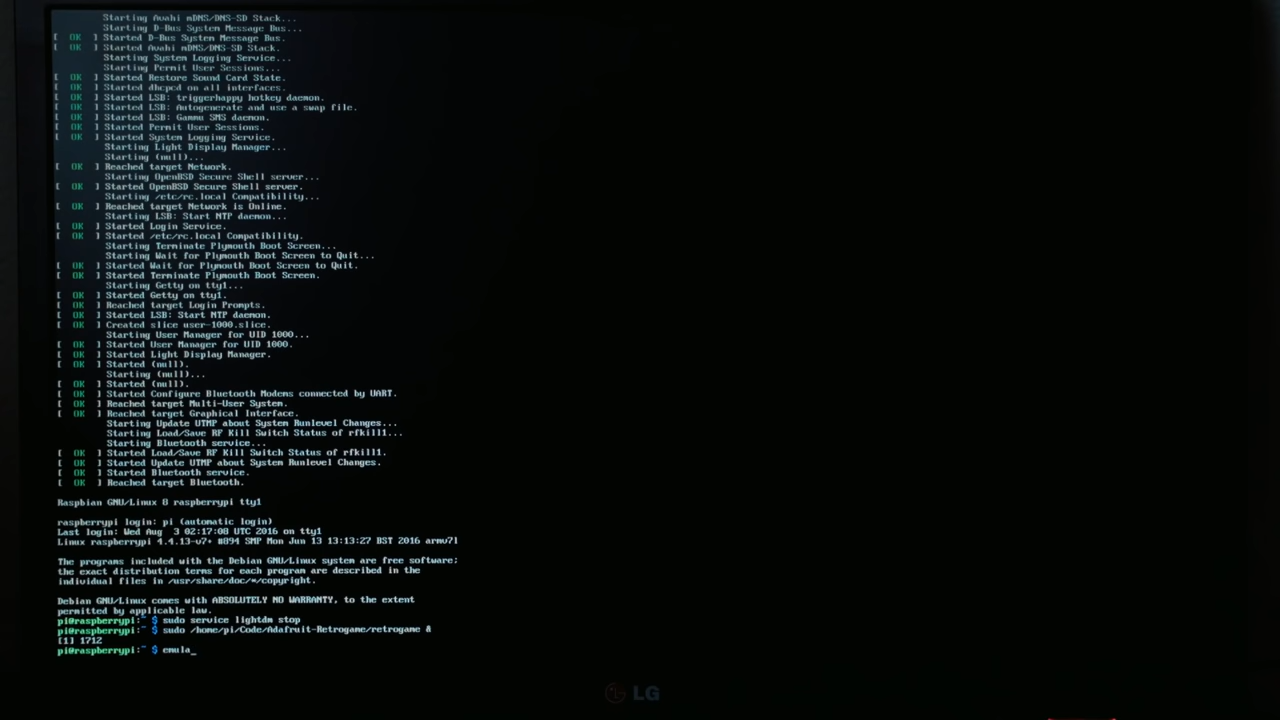 Starting Avahi mDNS/DNS-SD Stack...
Starting D-Bus System Message Bus...
[ OK ] Started D-Bus System Message Bus.
[ OK ] Started Avahi mDNS/DNS-SD Stack.
Starting System Logging Service...
Starting Permit User Sessions...
[ OK ] Started Restore Sound Card State.
[ OK ] Started dhcpcd on all interfaces.
[ OK ] Started LSB: triggerhappy hotkey daemon.
[ OK ] Started LSB: Autogenerate and use a swap file.
[ OK ] Started LSB: Gammu SMS daemon.
[ OK ] Started Permit User Sessions.
[ OK ] Started System Logging Service.
Starting Light Display Manager...
Starting (null)...
[ OK ] Reached target Network.
Starting OpenBSD Secure Shell server...
[ OK ] Started OpenBSD Secure Shell server.
Starting /etc/rc.local Compatibility...
[ OK ] Reached target Network is Online.
Starting LSB: Start NTP daemon...
[ OK ] Started Login Service.
[ OK ] Started /etc/rc.local Compatibility.
Starting Terminate Plymouth Boot Screen...
Starting Wait for Plymouth Boot Screen to Quit...
[ OK ] Started Wait for Plymouth Boot Screen to Quit.
[ OK ] Started Terminate Plymouth Boot Screen.
Starting Getty on tty1...
[ OK ] Started Getty on tty1.
[ OK ] Reached target Login Prompts.
[ OK ] Started LSB: Start NTP daemon.
[ OK ] Created slice user-1000.slice.
Starting User Manager for UID 1000...
[ OK ] Started User Manager for UID 1000.
[ OK ] Started Light Display Manager.
[ OK ] Started (null).
Starting (null)...
[ OK ] Started (null).
[ OK ] Started Configure Bluetooth Modems connected by UART.
[ OK ] Reached target Multi-User System.
[ OK ] Reached target Graphical Interface.
Starting Update UTMP about System Runlevel Changes...
Starting Load/Save RF Kill Switch Status of rfkill1...
Starting Bluetooth service...
[ OK ] Started Load/Save RF Kill Switch Status of rfkill1.
[ OK ] Started Update UTMP about System Runlevel Changes.
[ OK ] Started Bluetooth service.
[ OK ] Reached target Bluetooth.
Raspbian GNU/Linux 8 raspberrypi tty1
raspberrypi login: pi (automatic login)
Last login: Wed Aug  3 02:17:08 UTC 2016 on tty1
Linux raspberrypi 4.4.13-v7+ #894 SMP Mon Jun 13 13:13:27 BST 2016 armv7l
The programs included with the Debian GNU/Linux system are free software;
the exact distribution terms for each program are described in the
individual files in /usr/share/doc/*/copyright.
Debian GNU/Linux comes with ABSOLUTELY NO WARRANTY, to the extent
permitted by applicable law.
pi@raspberrypi:~ $ sudo service lightdm stop
pi@raspberrypi:~ $ sudo /home/pi/Code/Adafruit-Retrogame/retrogame &
[1] 1712
pi@raspberrypi:~ $ emula_
LG